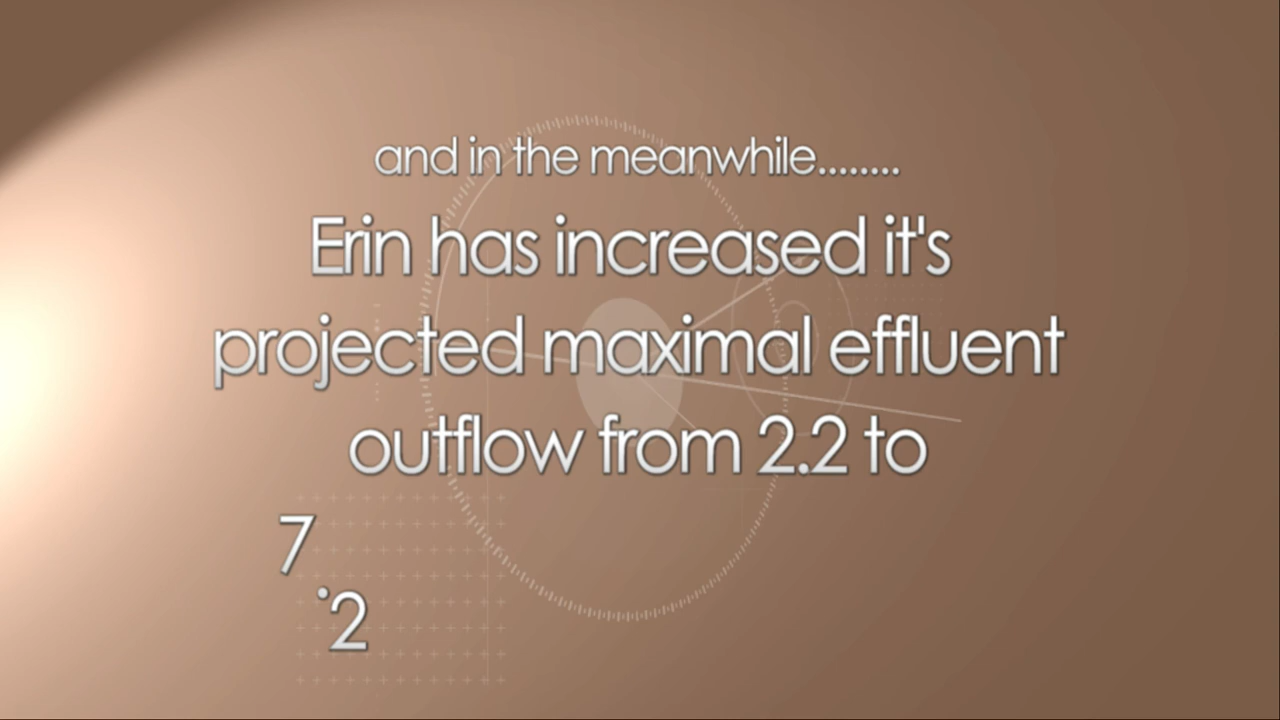 and in the meanwhile........
Erin has increased it's
projected maximal effluent
outflow from 2.2 to
7
.2